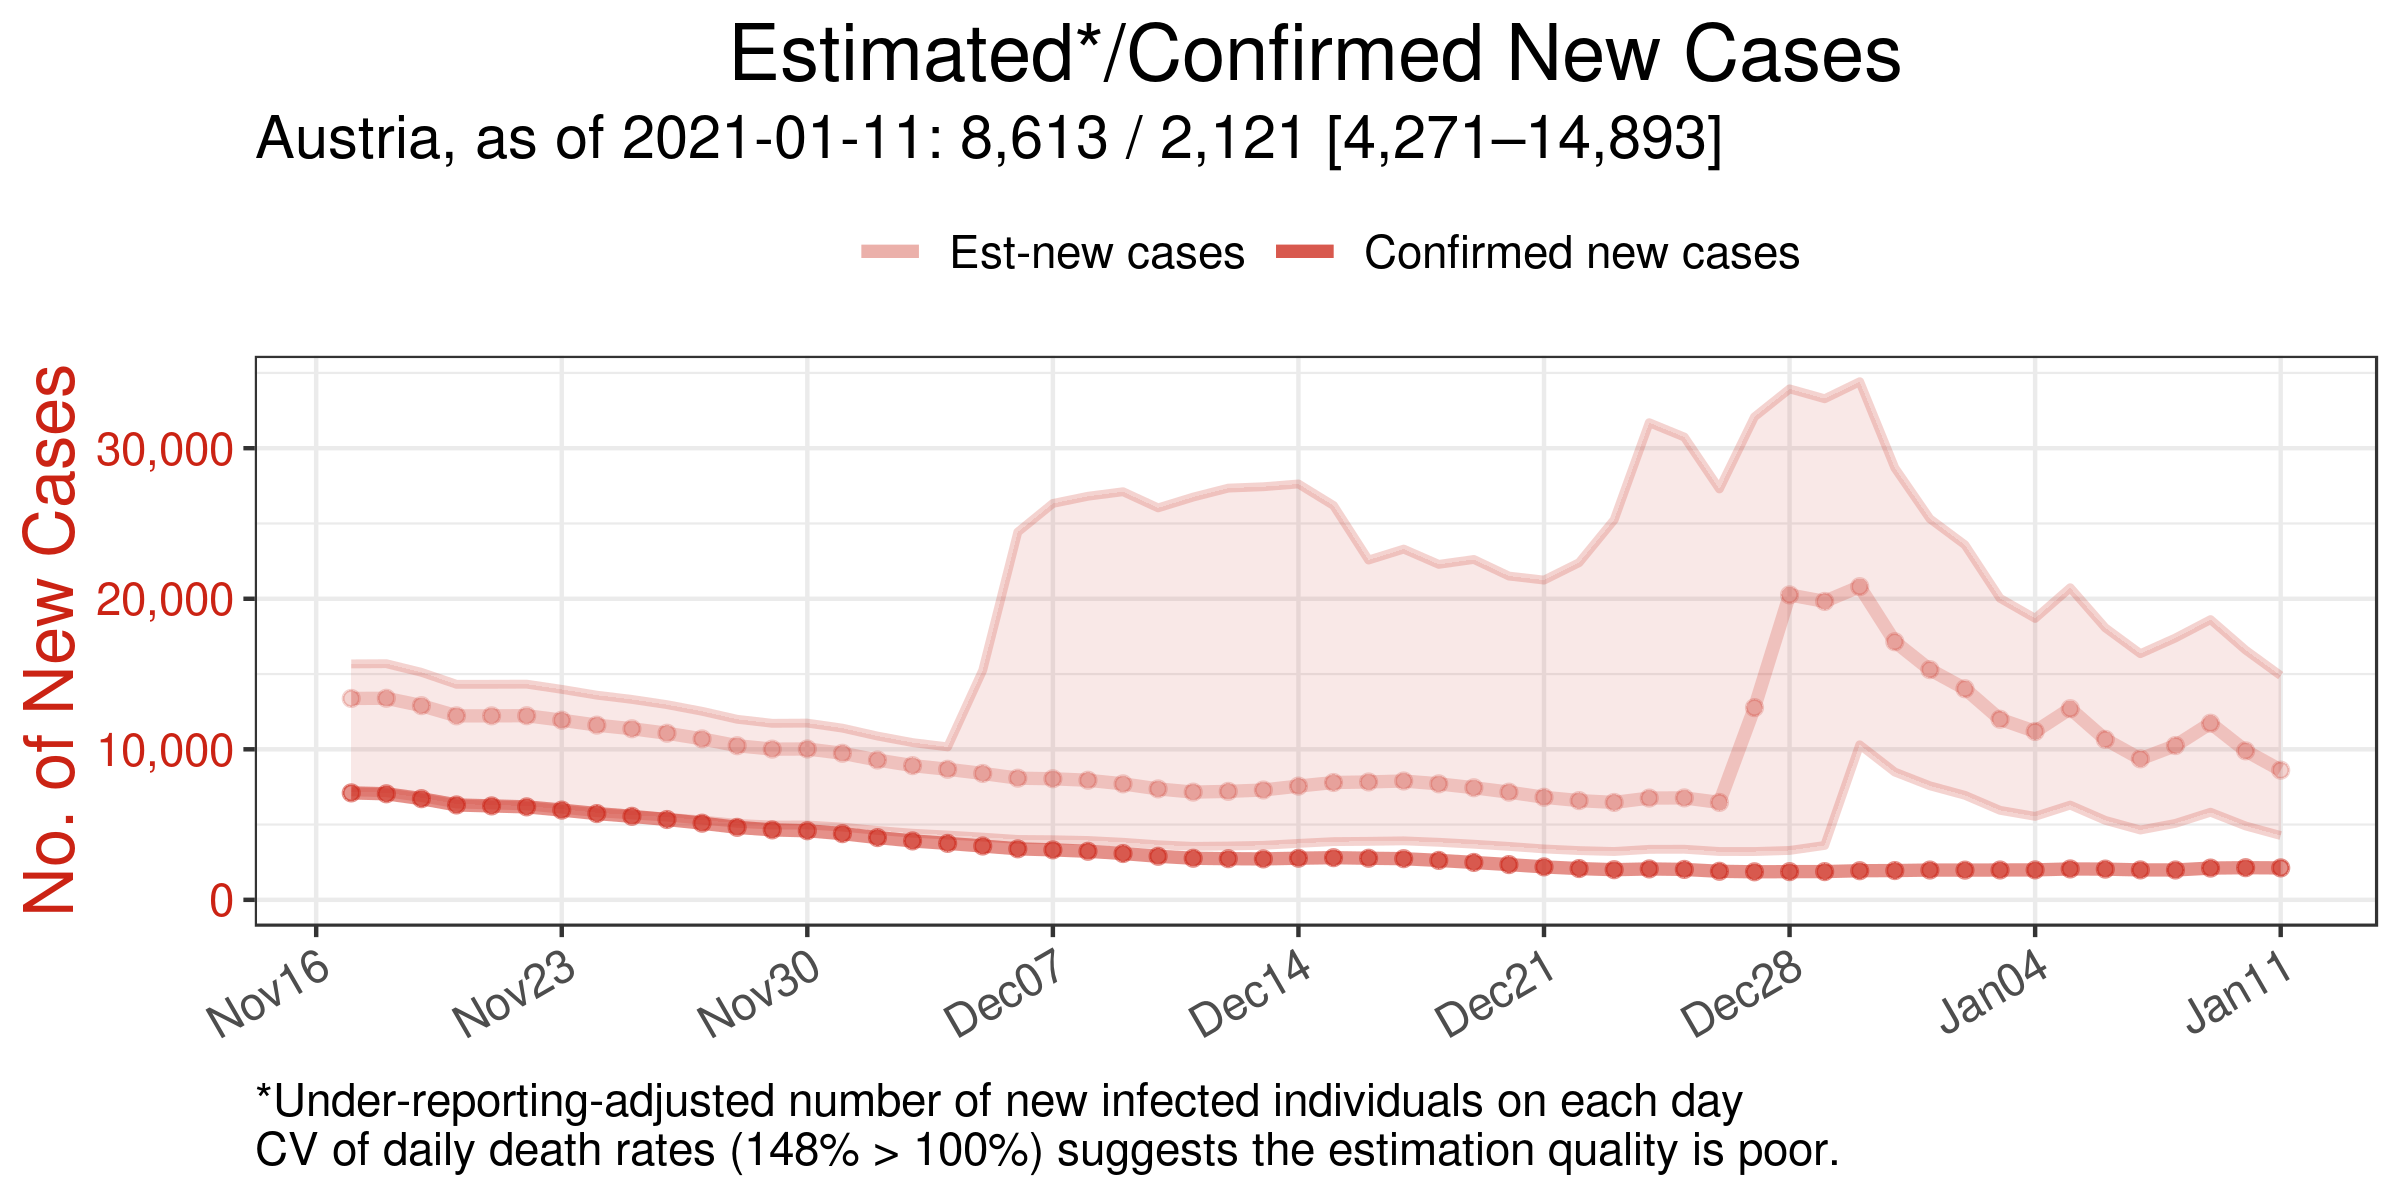 Estimated*/Confirmed New Cases
Austria, as of 2021-01-11: 8,613 / 2,121 [4,271–14,893]
Est-new cases
Confirmed new cases
No. of New Cases
30,000
20,000
10,000
0
Nov16
Nov23
Nov30
Dec07
Dec14
Dec21
Dec28
Jan04
Jan11
*Under-reporting-adjusted number of new infected individuals on each day
CV of daily death rates (148% > 100%) suggests the estimation quality is poor.